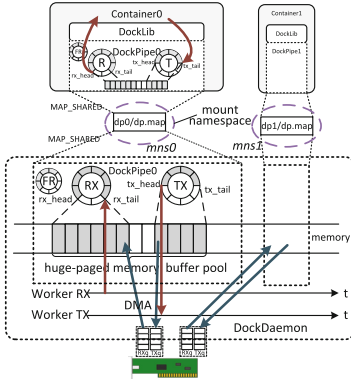 Container0
DockLib
FR
DockPipe0
R
tx_head
T
rx_head
rx_tail
tx_tail
Container1
DockLib
DockPipe1
MAP_SHARED
dp0/dp.map
mount
namespace
dp1/dp.map
MAP_SHARED
mns0
mns1
FR
DockPipe0
RX
tx_head
TX
tx_tail
rx_head
rx_tail
memory
huge-paged memory buffer pool
Worker RX
t
DMA
Worker TX
t
DockDaemon
RXq TXq
RXq TXq